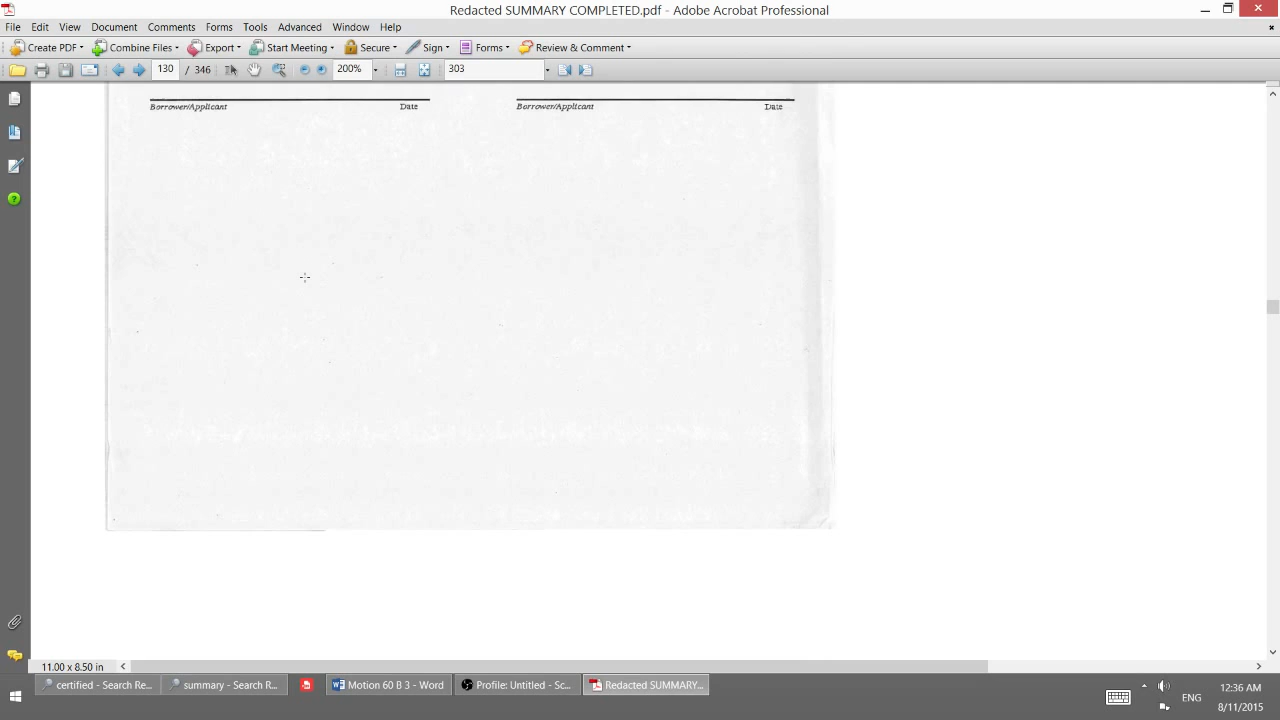 Redacted SUMMARY COMPLETED.pdf - Adobe Acrobat Professional
File Edit View Document Comments Forms Tools Advanced Window Help
Create PDF Combine Files Export Start Meeting Secure Sign Forms Review & Comment
130 / 346 200% 303
Borrower/Applicant Date Borrower/Applicant Date
11.00 x 8.50 in
certified - Search Re... summary - Search R... Motion 60 B 3 - Word Profile: Untitled - Sc... Redacted SUMMARY... ENG 12:36 AM
8/11/2015